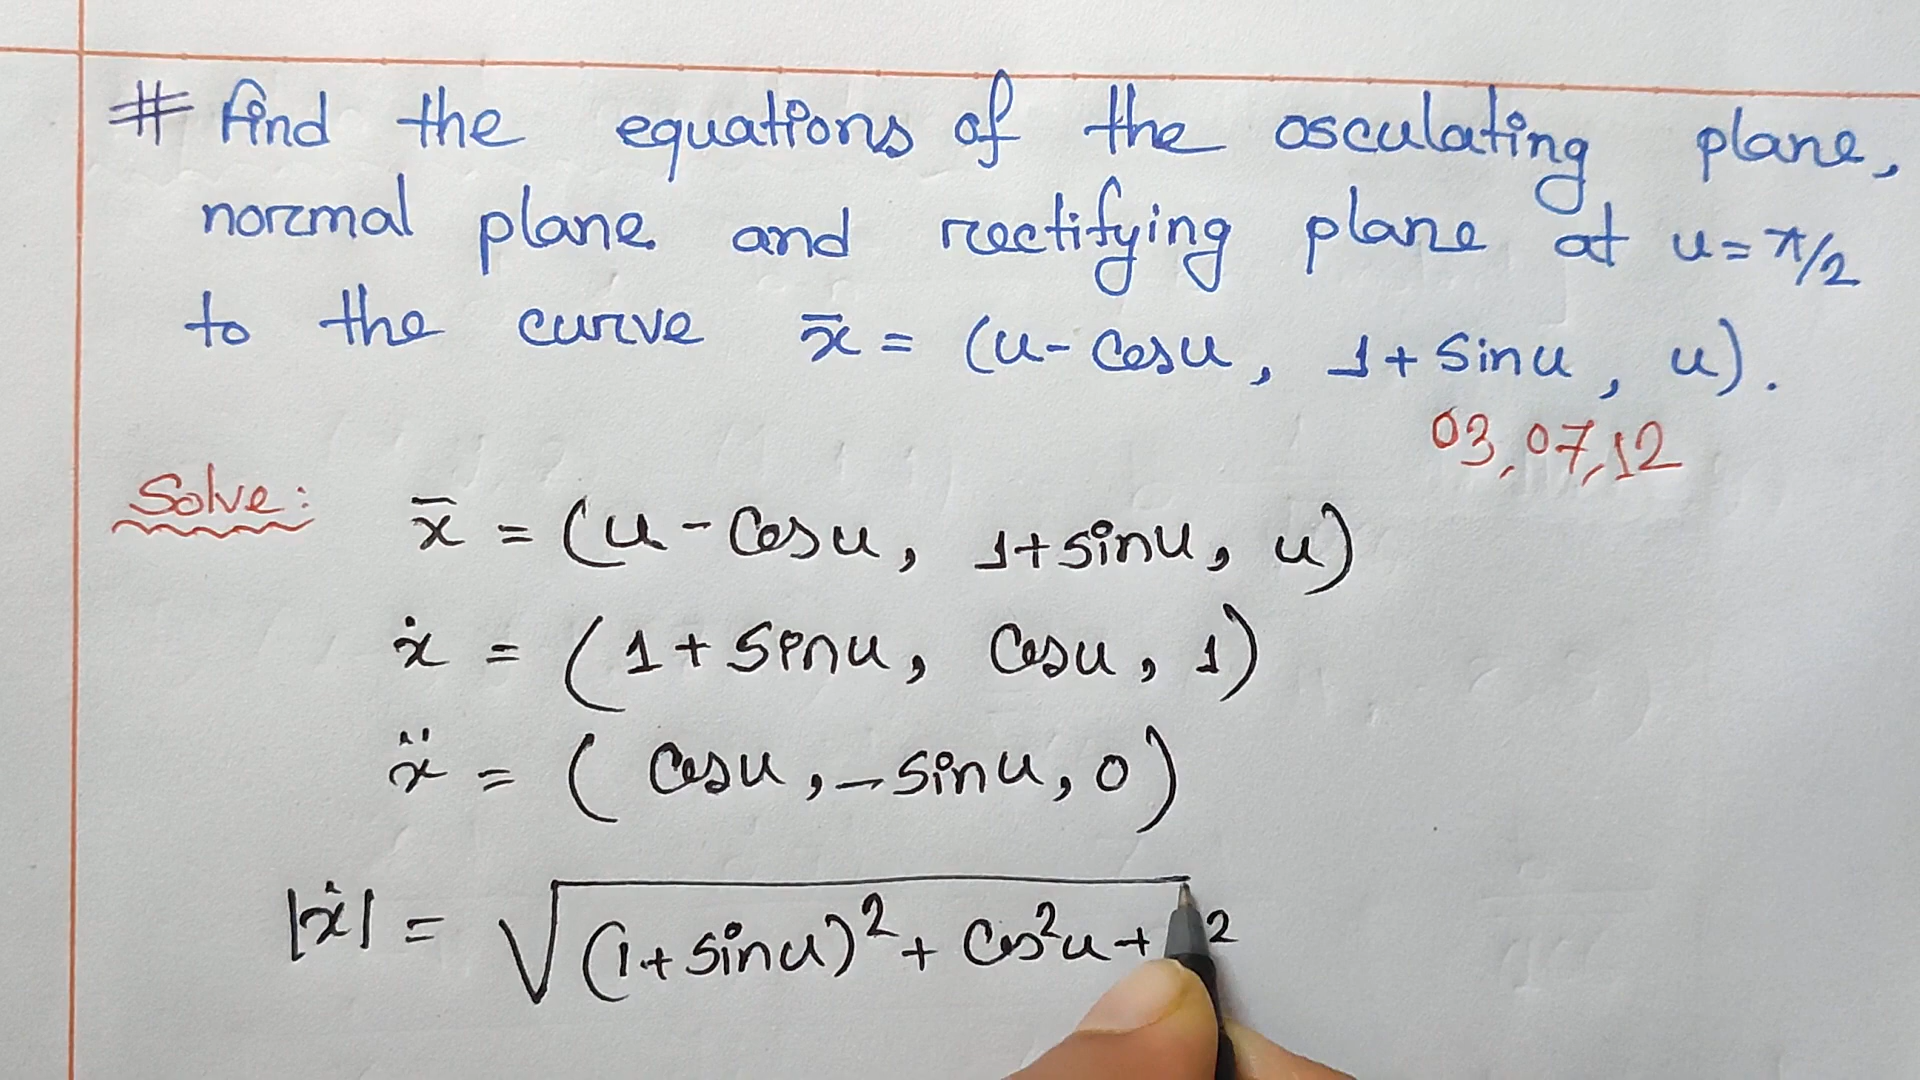 # find the equations of the osculating plane,
normal plane and rectifying plane at u = π/2
to the curve x̄ = (u - cosu, 1 + sinu, u).
03, 07, 12
Solve: x̄ = (u - cosu, 1+sinu, u)
ẋ = (1 + sinu, cosu, 1)
ẍ = ( cosu, -sinu, 0)
|ẋ| = √(1+sinu)² + cos²u + ²